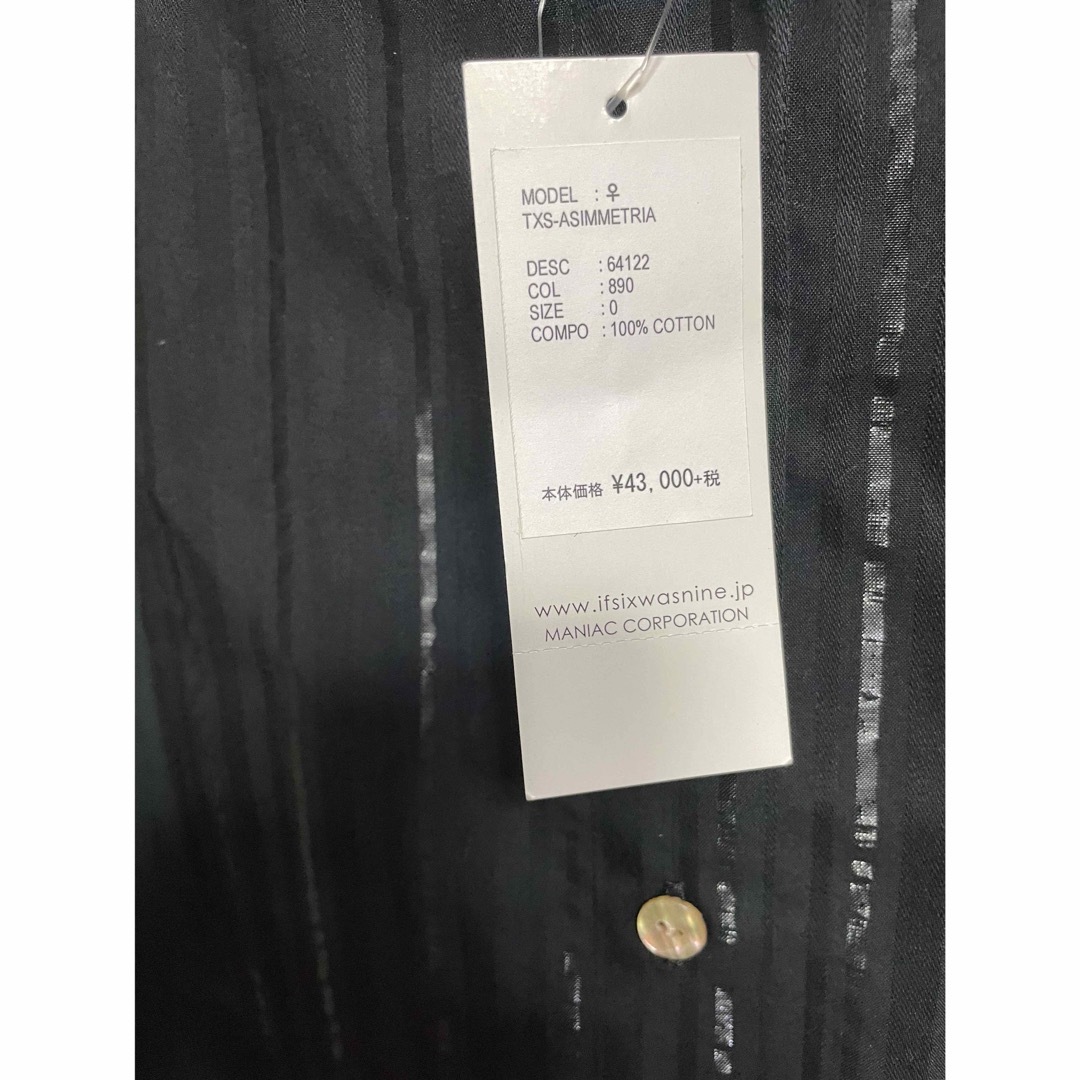 MODEL : ♀
TXS-ASIMMETRIA
DESC : 64122
COL : 890
SIZE : 0
COMPO : 100% COTTON
本体価格 ¥43,000+税
www.ifsixwasnine.jp
MANIAC CORPORATION